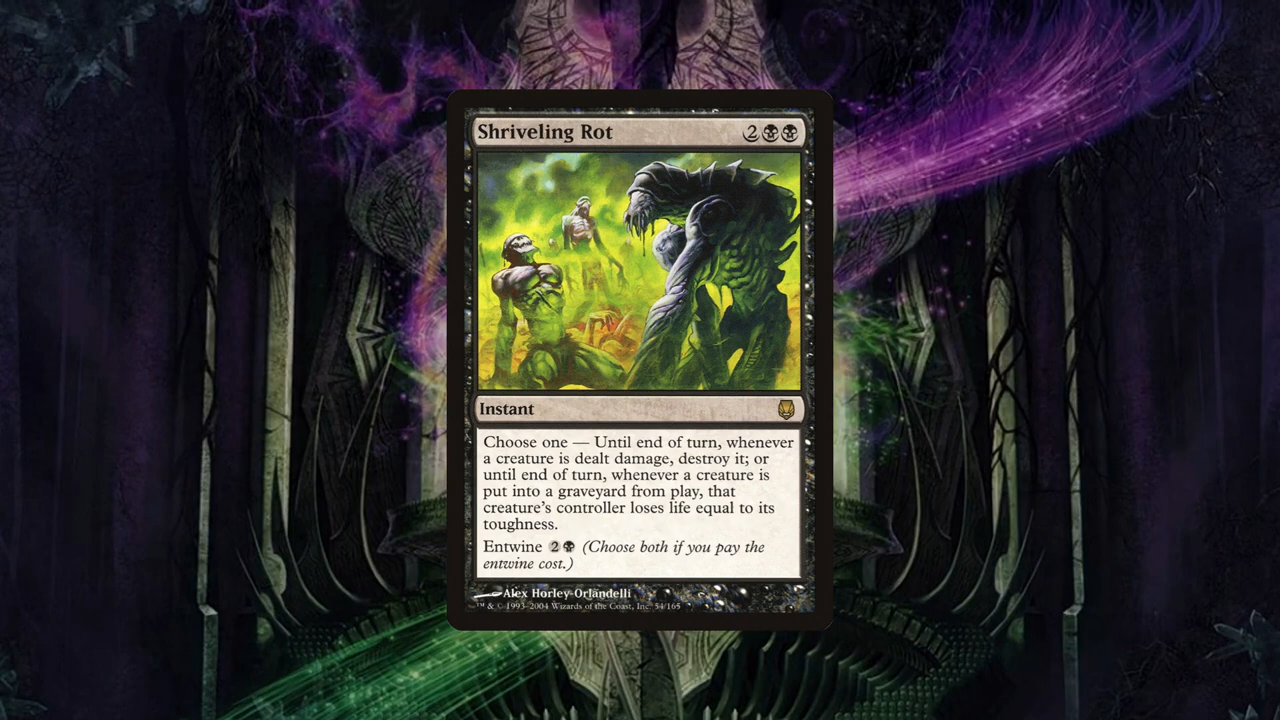 Shriveling Rot 2
Instant
Choose one — Until end of turn, whenever
a creature is dealt damage, destroy it; or
until end of turn, whenever a creature is
put into a graveyard from play, that
creature's controller loses life equal to its
toughness.
Entwine 2 (Choose both if you pay the
entwine cost.)
Alex Horley-Orlandelli
™ & © 1993-2004 Wizards of the Coast, Inc. 54/165